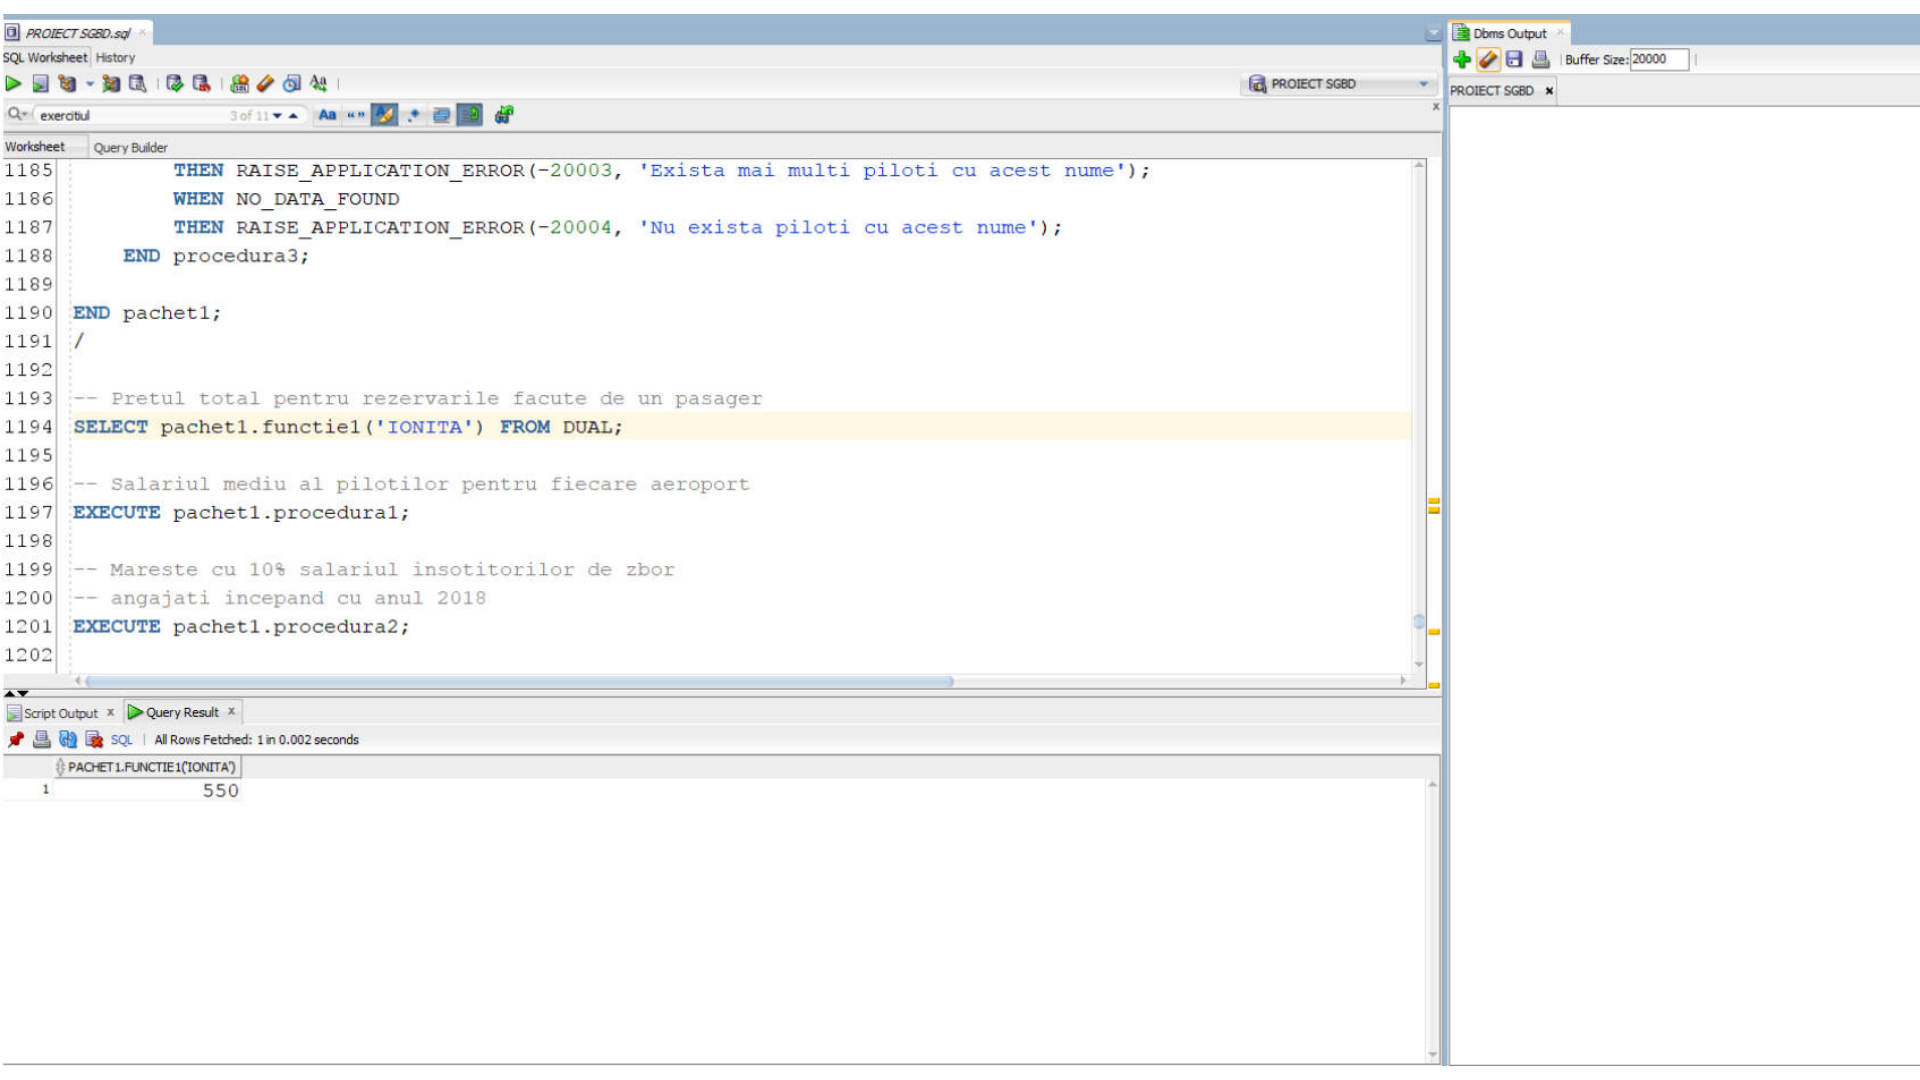 PROIECT SGBD.sql
Dbms Output
SQL Worksheet History
Buffer Size: 20000
PROIECT SGBD
PROIECT SGBD
exercitiul 3 of 11 Aa “”
Worksheet Query Builder
1185 THEN RAISE_APPLICATION_ERROR(-20003, 'Exista mai multi piloti cu acest nume');
1186 WHEN NO_DATA_FOUND
1187 THEN RAISE_APPLICATION_ERROR(-20004, 'Nu exista piloti cu acest nume');
1188 END procedura3;
1189
1190 END pachet1;
1191 /
1192
1193 -- Pretul total pentru rezervarile facute de un pasager
1194 SELECT pachet1.functie1('IONITA') FROM DUAL;
1195
1196 -- Salariul mediu al pilotilor pentru fiecare aeroport
1197 EXECUTE pachet1.procedura1;
1198
1199 -- Mareste cu 10% salariul insotitorilor de zbor
1200 -- angajati incepand cu anul 2018
1201 EXECUTE pachet1.procedura2;
1202
Script Output x Query Result x
SQL | All Rows Fetched: 1 in 0.002 seconds
PACHET1.FUNCTIE1('IONITA')
1 550